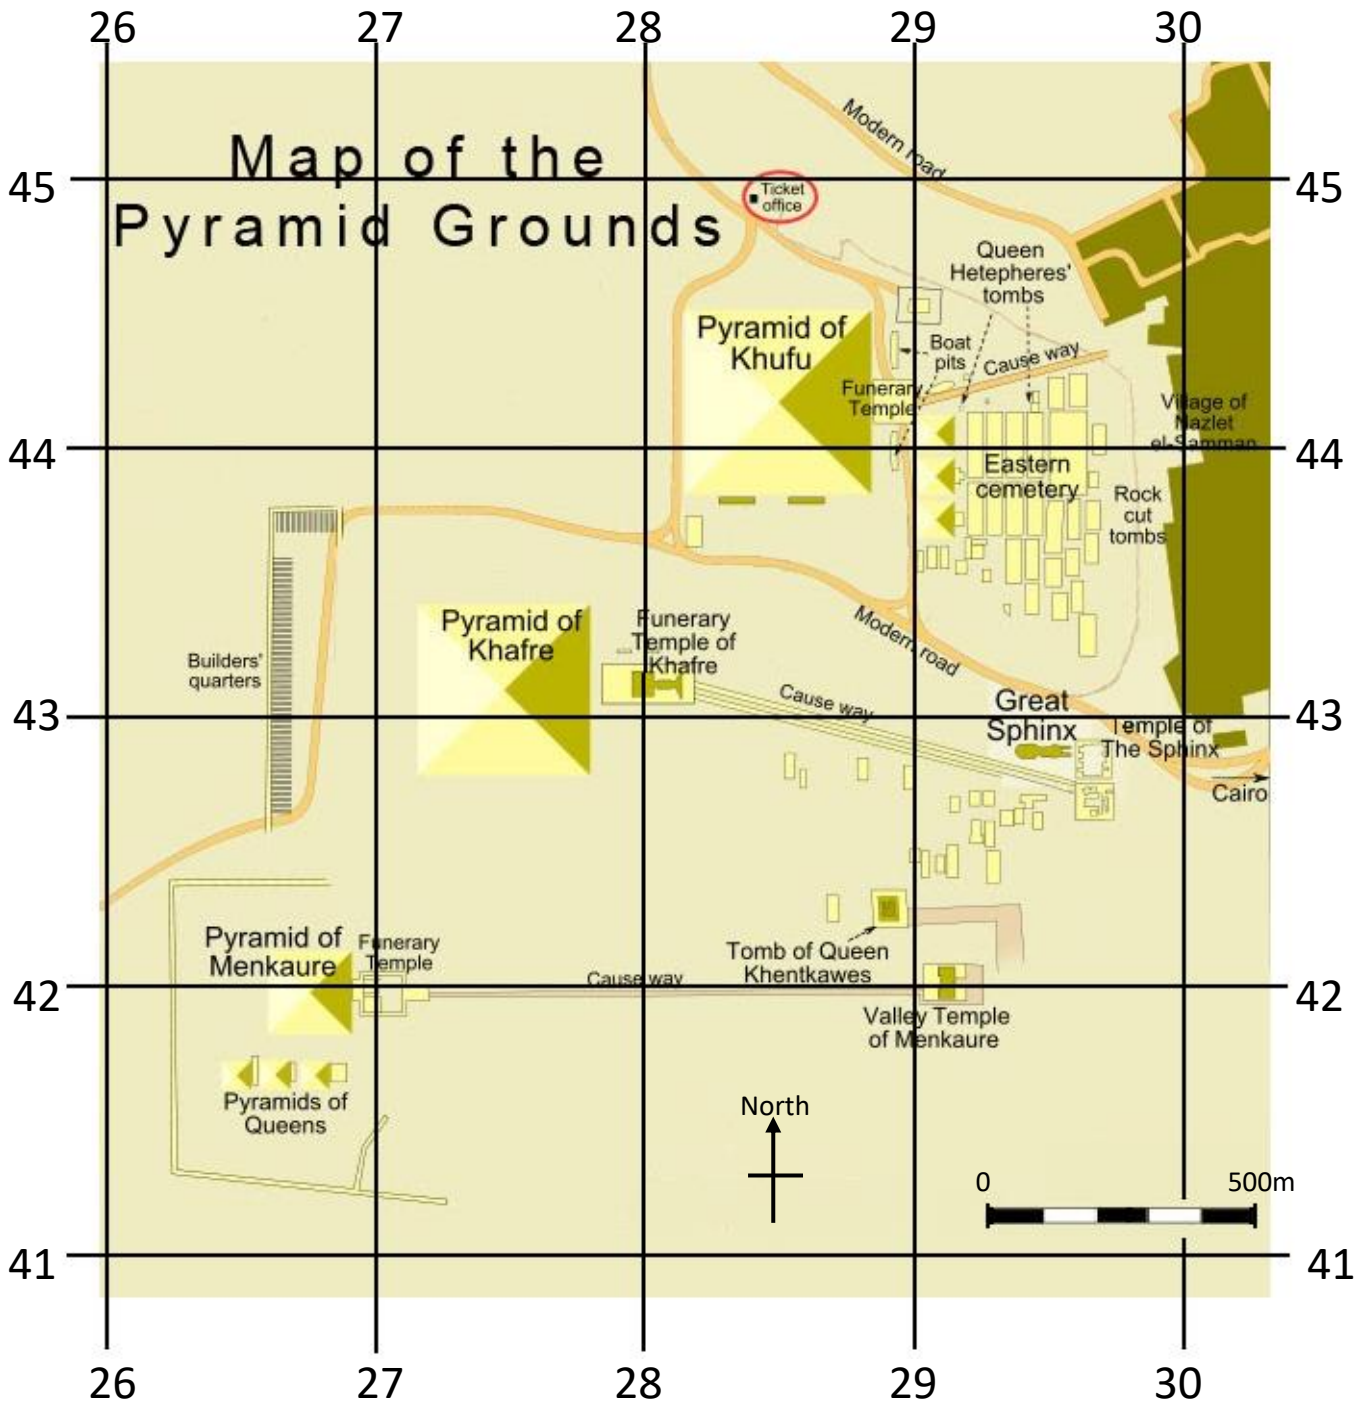 26 27 28 29 30
Modern road
Map of the
45 45
Ticket
office
Pyramid Grounds
Queen
Hetepheres'
tombs
Pyramid of
Khufu
Boat
pits
Cause way
Funerary
Temple
Village of
Nazlet
el-Samman
44 44
Eastern
cemetery
Rock
cut
tombs
Pyramid of
Khafre
Funerary
Temple of
Khafre
Modern road
Builders'
quarters
Cause way
43 43
Great
Sphinx
Temple of
The Sphinx
Cairo
Pyramid of
Menkaure
Funerary
Temple
Tomb of Queen
Khentkawes
Cause way
42 42
Valley Temple
of Menkaure
Pyramids of
Queens
North
0 500m
41 41
26 27 28 29 30